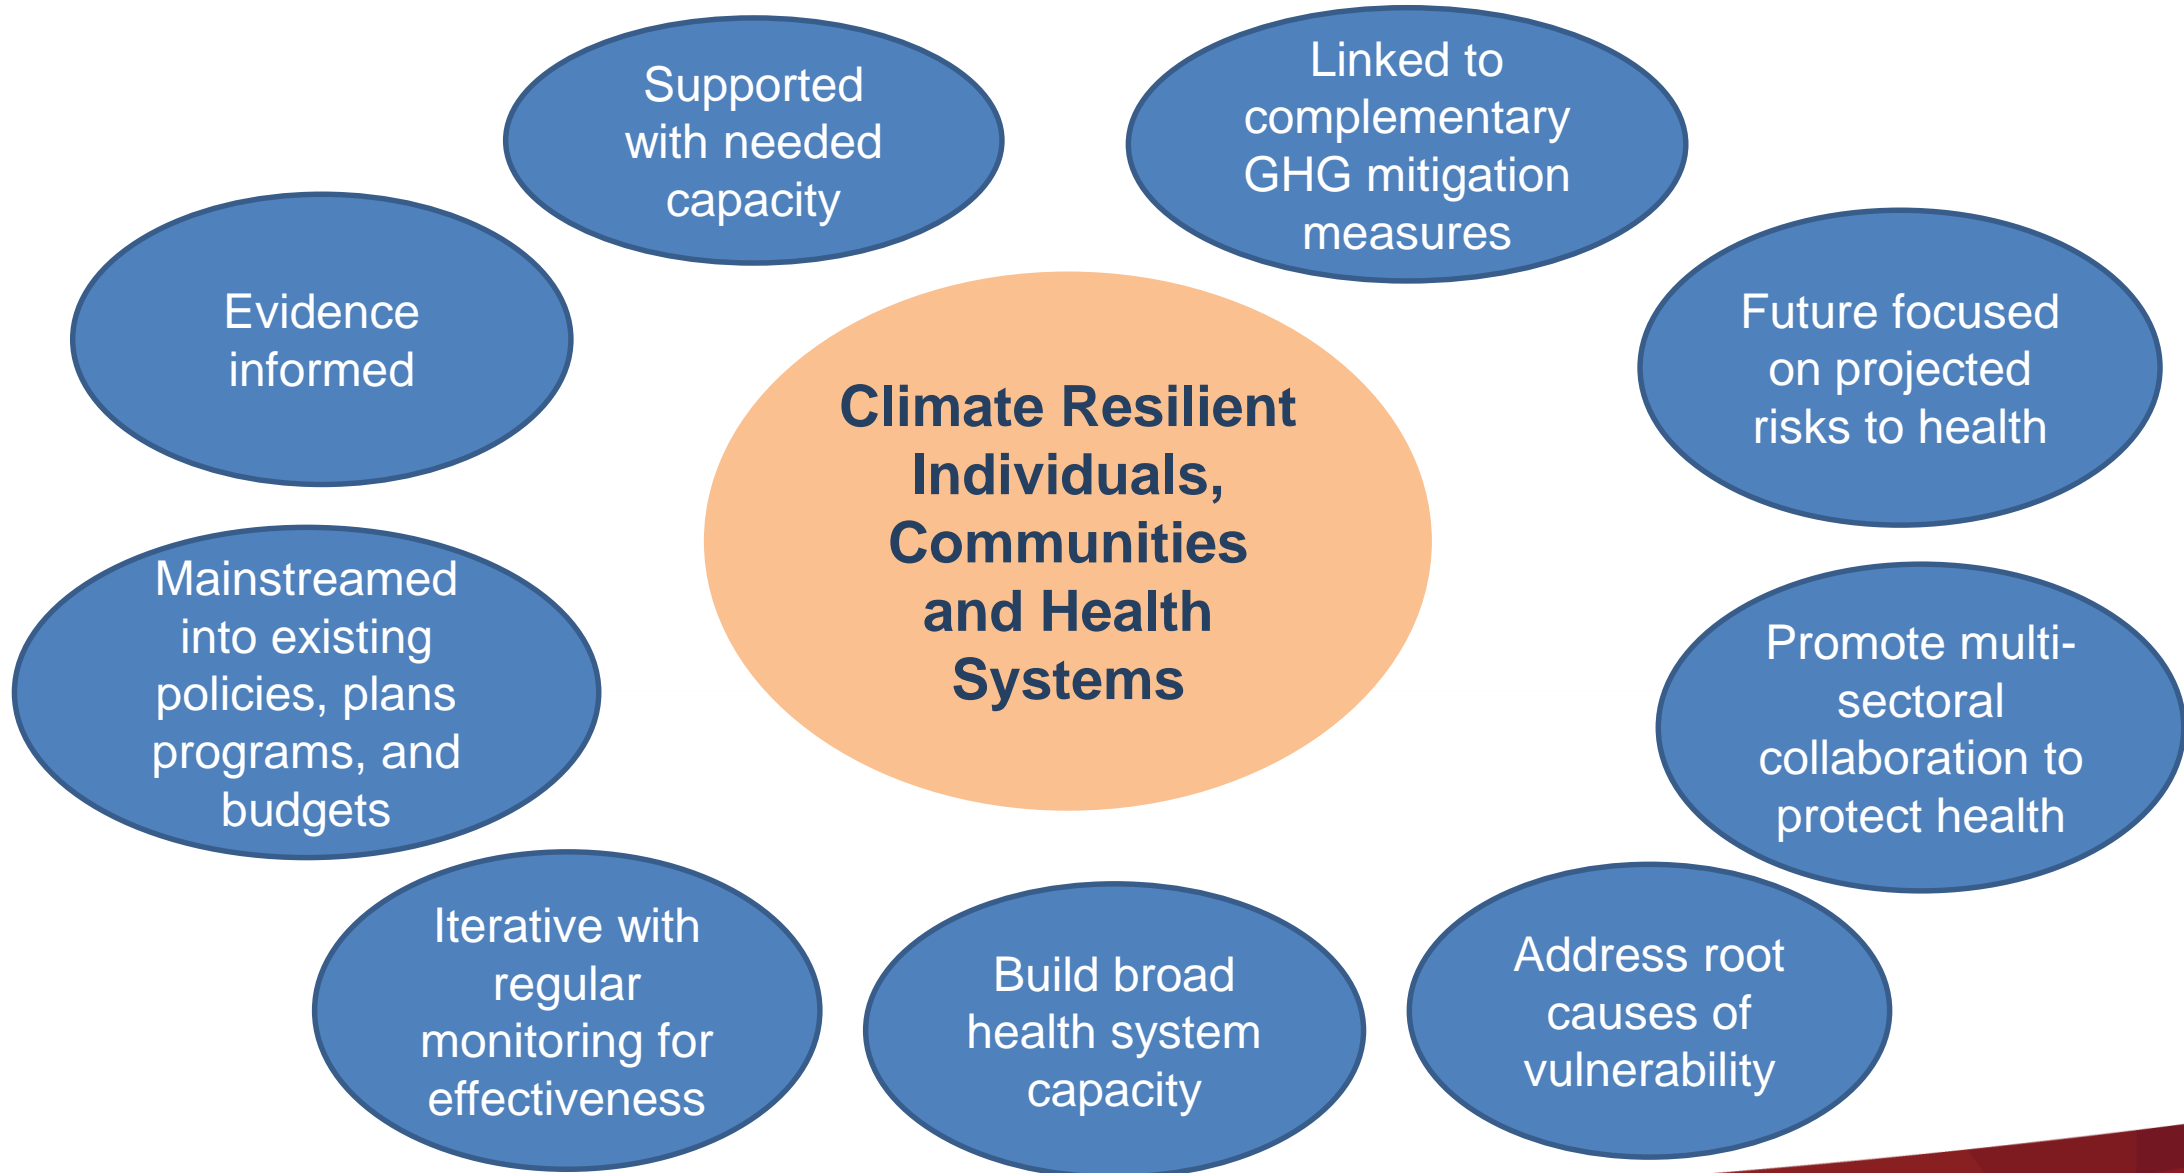 Supported
with needed
capacity
Linked to
complementary
GHG mitigation
measures
Evidence
informed
Future focused
on projected
risks to health
Climate Resilient
Individuals,
Communities
and Health
Systems
Mainstreamed
into existing
policies, plans
programs, and
budgets
Promote multi-
sectoral
collaboration to
protect health
Iterative with
regular
monitoring for
effectiveness
Build broad
health system
capacity
Address root
causes of
vulnerability